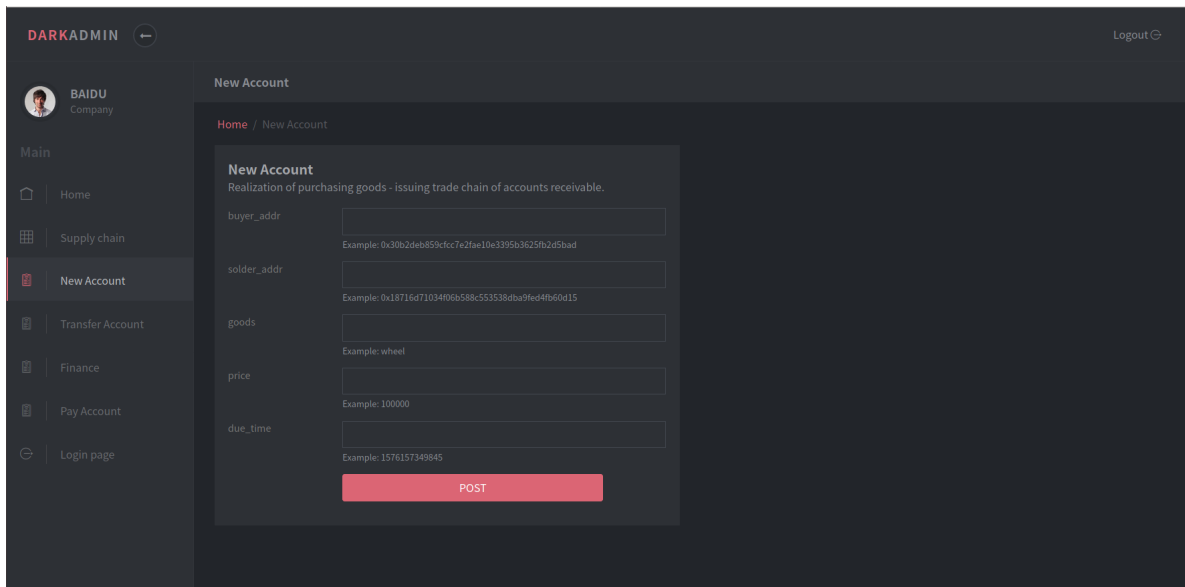 DARKADMIN
Logout
BAIDU
Company
Main
Home
Supply chain
New Account
Transfer Account
Finance
Pay Account
Login page
New Account
Home / New Account
New Account
Realization of purchasing goods - issuing trade chain of accounts receivable.
buyer_addr
Example: 0x30b2deb859cfcc7e2fae10e3395b3625fb2d5bad
solder_addr
Example: 0x18716d71034f06b588c553538dba9fed4fb60d15
goods
Example: wheel
price
Example: 100000
due_time
Example: 1576157349845
POST